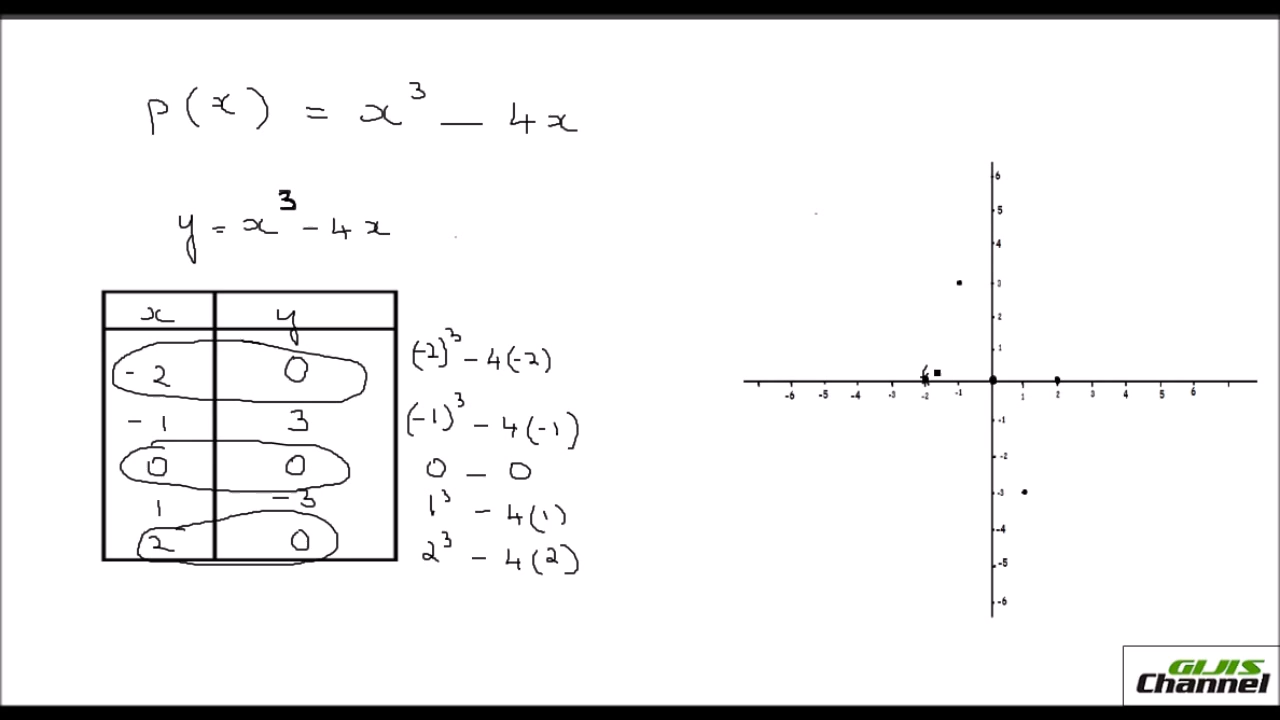 p(x) = x³ - 4x
y = x³ - 4x
x y
-2 0 (-2)³ - 4(-2)
-1 3 (-1)³ - 4(-1)
0 0 0 - 0
1 -3 1³ - 4(1)
2 0 2³ - 4(2)
6
5
4
3
2
1
-6 -5 -4 -3 -2 -1 1 2 3 4 5 6
-1
-2
-3
-4
-5
-6
GIJIS
Channel